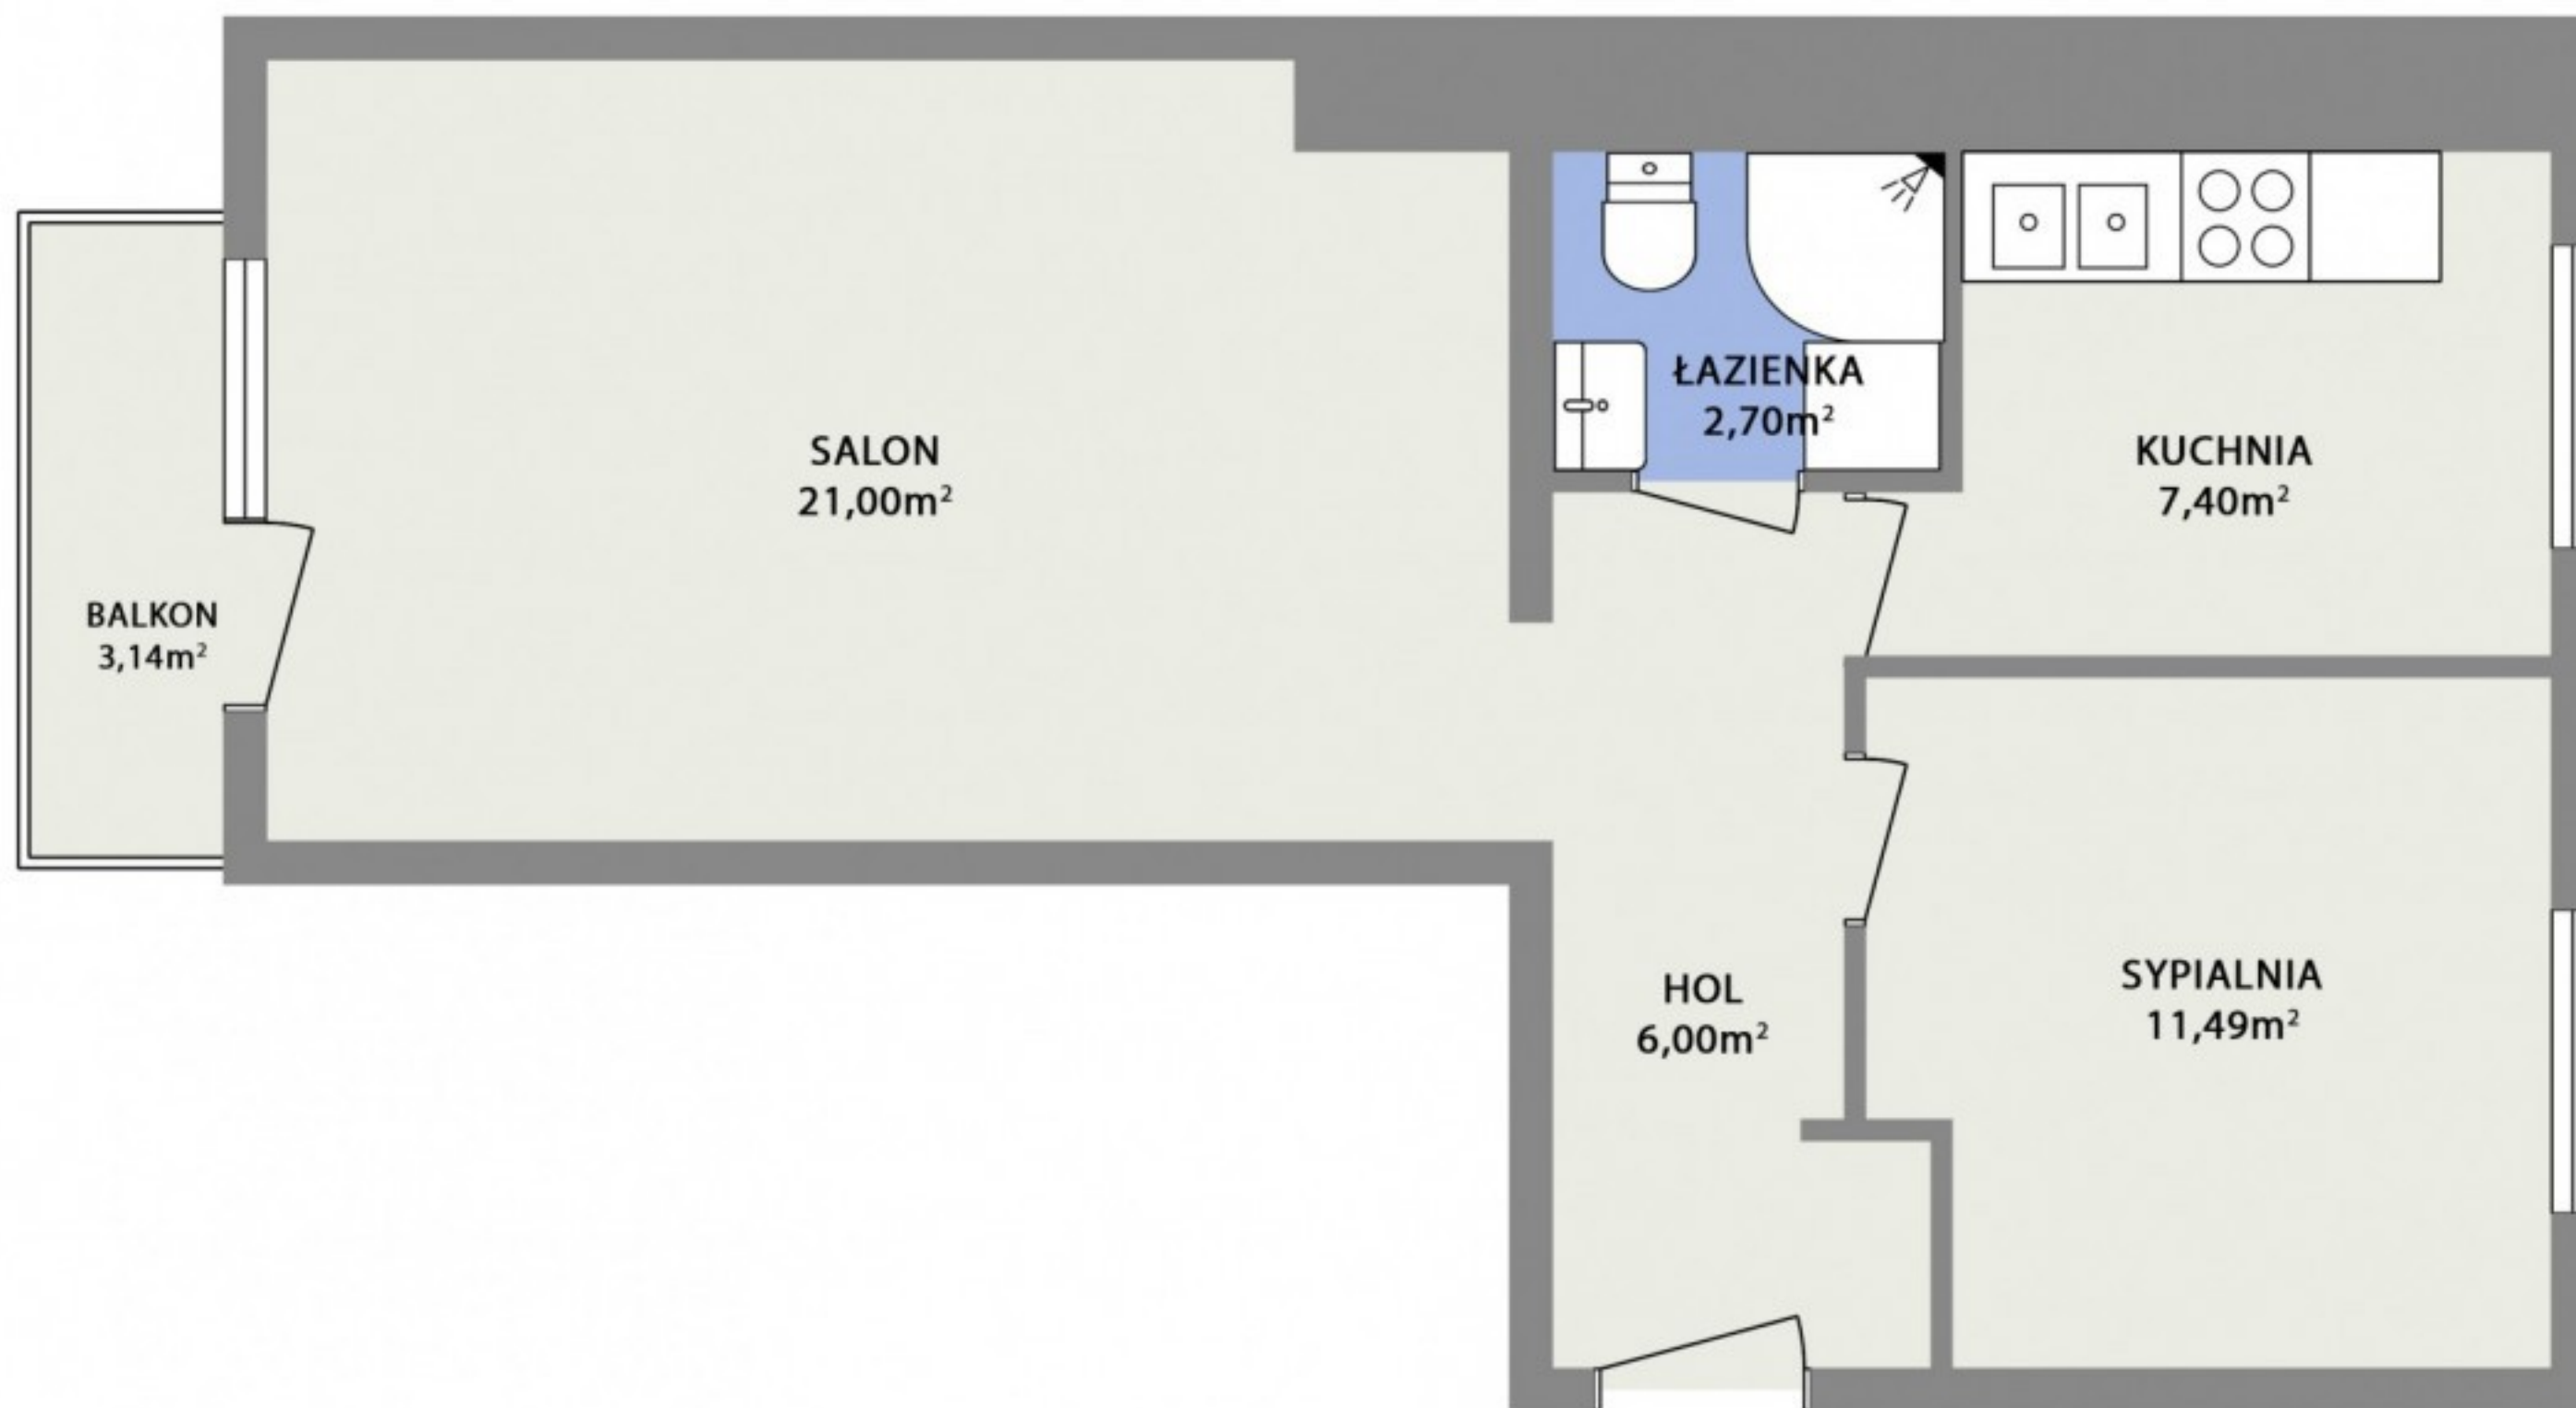 SALON
21,00m²
BALKON
3,14m²
ŁAZIENKA
2,70m²
KUCHNIA
7,40m²
HOL
6,00m²
SYPIALNIA
11,49m²